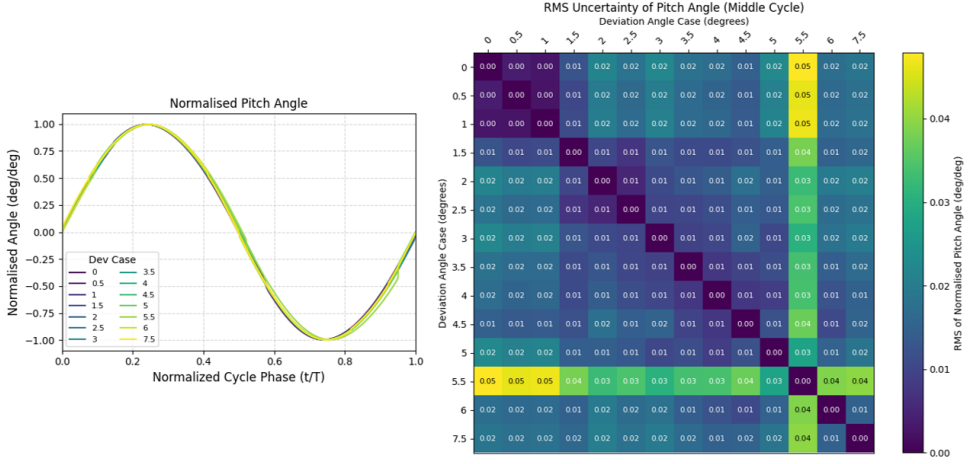 Normalised Pitch Angle
Normalised Angle (deg/deg)
1.00
0.75
0.50
0.25
0.00
−0.25
−0.50
−0.75
−1.00
Dev Case
0 3.5
0.5 4
1 4.5
1.5 5
2 5.5
2.5 6
3 7.5
0.0 0.2 0.4 0.6 0.8 1.0
Normalized Cycle Phase (t/T)
RMS Uncertainty of Pitch Angle (Middle Cycle)
Deviation Angle Case (degrees)
0 0.5 1 1.5 2 2.5 3 3.5 4 4.5 5 5.5 6 7.5
Deviation Angle Case (degrees)
0 0.00 0.00 0.00 0.01 0.02 0.02 0.02 0.02 0.02 0.01 0.02 0.05 0.02 0.02
0.5 0.00 0.00 0.00 0.01 0.02 0.02 0.02 0.02 0.02 0.01 0.02 0.05 0.02 0.02
1 0.00 0.00 0.00 0.01 0.02 0.02 0.02 0.02 0.02 0.01 0.02 0.05 0.02 0.02
1.5 0.01 0.01 0.01 0.00 0.01 0.01 0.01 0.01 0.01 0.01 0.02 0.04 0.02 0.02
2 0.02 0.02 0.02 0.01 0.00 0.01 0.01 0.01 0.01 0.02 0.01 0.03 0.02 0.02
2.5 0.02 0.02 0.02 0.01 0.01 0.00 0.01 0.01 0.01 0.01 0.01 0.03 0.02 0.02
3 0.02 0.02 0.02 0.01 0.01 0.01 0.00 0.01 0.01 0.02 0.01 0.03 0.02 0.02
3.5 0.02 0.02 0.02 0.01 0.01 0.01 0.01 0.00 0.01 0.01 0.01 0.03 0.02 0.02
4 0.02 0.02 0.02 0.01 0.01 0.01 0.01 0.01 0.00 0.01 0.01 0.03 0.01 0.02
4.5 0.01 0.01 0.01 0.01 0.02 0.01 0.02 0.01 0.01 0.00 0.01 0.04 0.01 0.01
5 0.02 0.02 0.02 0.02 0.01 0.01 0.01 0.01 0.01 0.01 0.00 0.03 0.01 0.02
5.5 0.05 0.05 0.05 0.04 0.03 0.03 0.03 0.03 0.03 0.04 0.03 0.00 0.04 0.04
6 0.02 0.02 0.02 0.02 0.02 0.02 0.02 0.02 0.01 0.01 0.01 0.04 0.00 0.01
7.5 0.02 0.02 0.02 0.02 0.02 0.02 0.02 0.02 0.02 0.01 0.02 0.04 0.01 0.00
0.04
0.03
0.02
0.01
0.00
RMS of Normalised Pitch Angle (deg/deg)